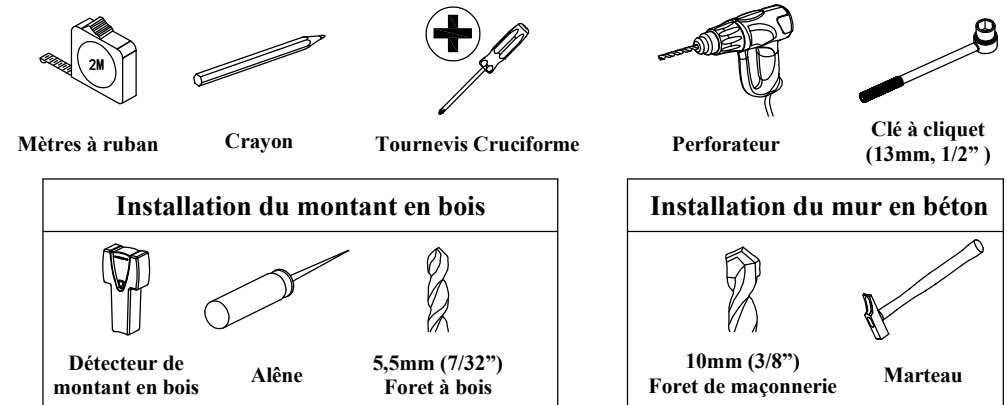 2M
Mètres à ruban
Crayon
Tournevis Cruciforme
Perforateur
Clé à cliquet
(13mm, 1/2” )
Installation du montant en bois
Détecteur de
montant en bois
Alêne
5,5mm (7/32”)
Foret à bois
Installation du mur en béton
10mm (3/8”)
Foret de maçonnerie
Marteau